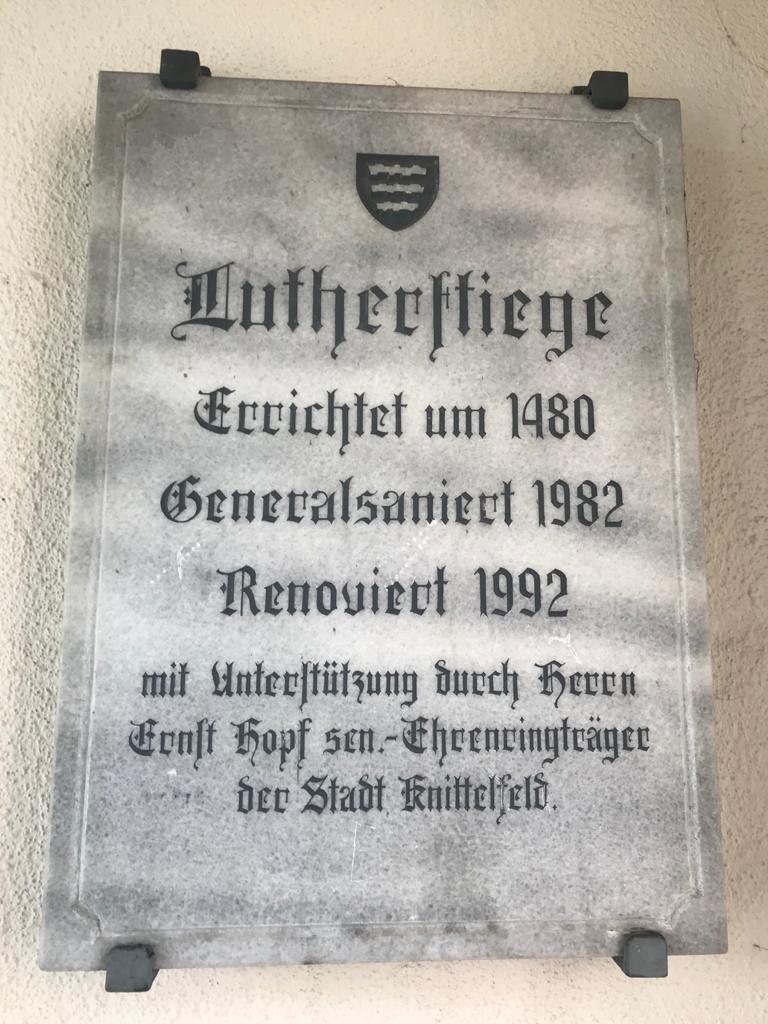 Lutherstiege
Errichtet um 1480
Generalsaniert 1982
Renoviert 1992
mit Unterstützung durch Herrn
Ernst Hopf sen.-Ehrenringträger
der Stadt Knittelfeld.